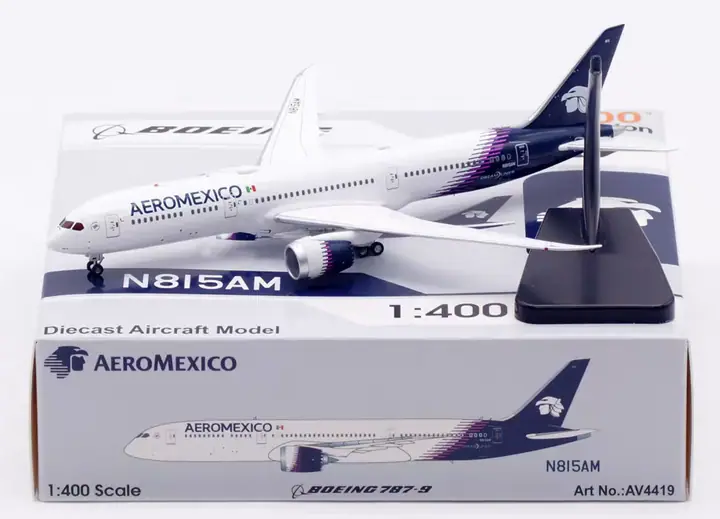 BOEING
AEROMEXICO
N815AM
N815AM
1:400
Diecast Aircraft Model
AEROMEXICO
AEROMEXICO
N815AM
1:400 Scale
BOEING 787-9
Art No.:AV4419